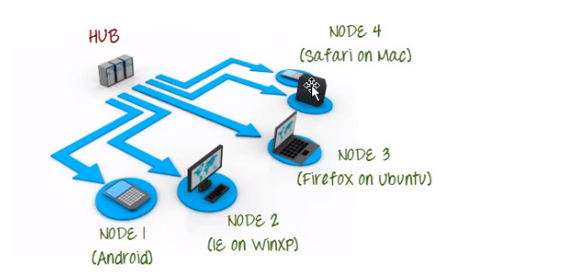 HUB
NODE 4
(Safari on Mac)
NODE 3
(Firefox on Ubuntu)
NODE 2
(IE on WinXP)
NODE 1
(Android)